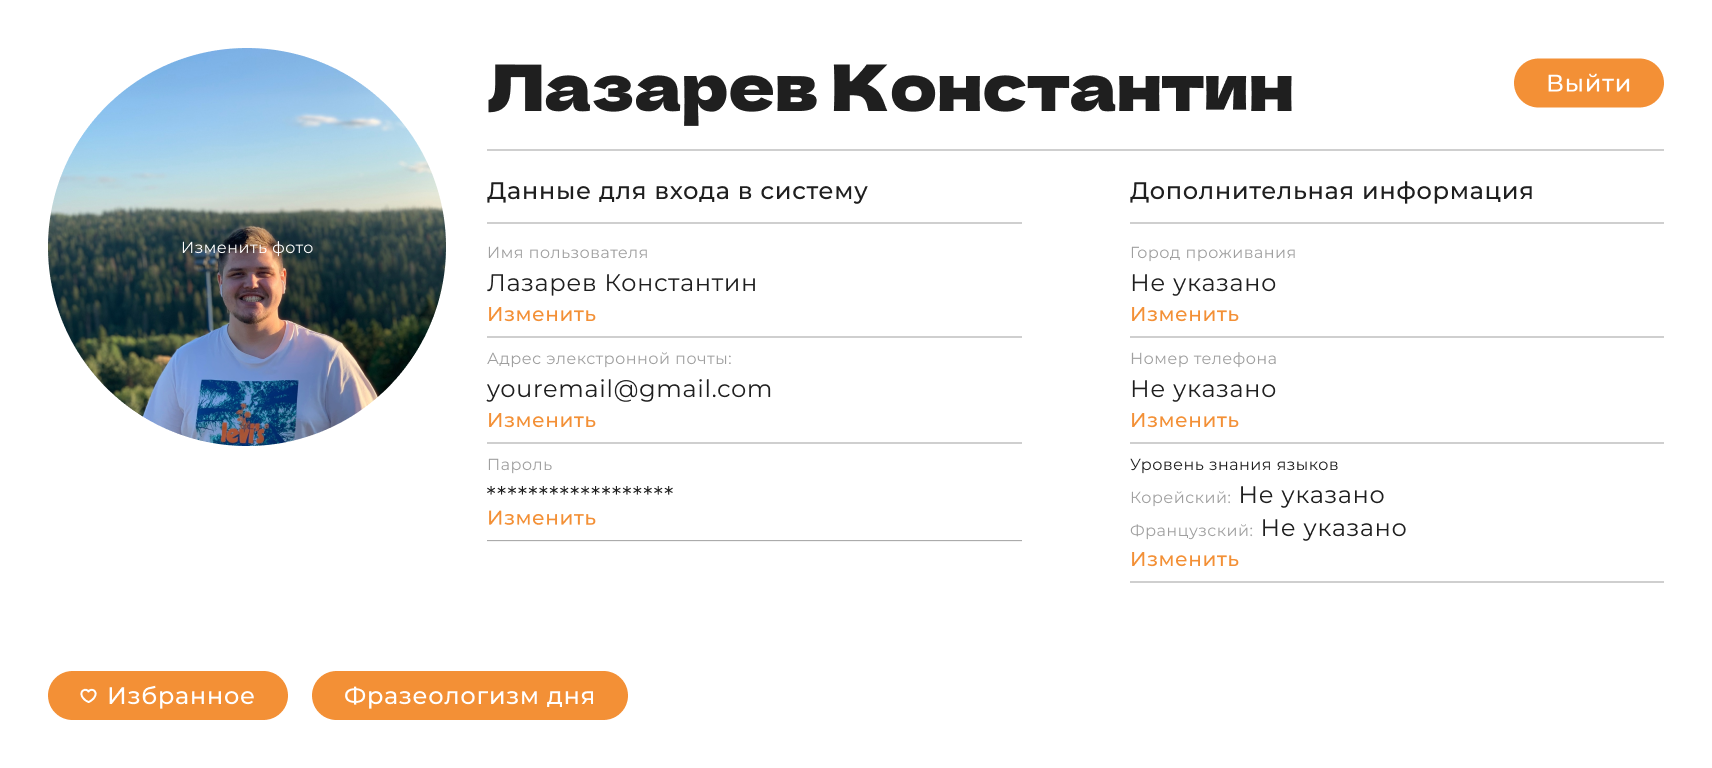 Лазарев Константин
Выйти
Изменить фото
Данные для входа в систему
Имя пользователя
Лазарев Константин
Изменить
Адрес элекстронной почты:
youremail@gmail.com
Изменить
Пароль
******************
Изменить
Дополнительная информация
Город проживания
Не указано
Изменить
Номер телефона
Не указано
Изменить
Уровень знания языков
Корейский: Не указано
Французский: Не указано
Изменить
Избранное
Фразеологизм дня
levi's